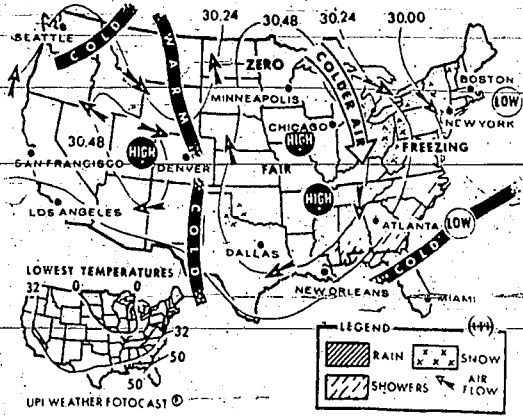 30.24 30.48 30.24 30.00
SEATTLE
COLD
WARM
ZERO
COLDER AIR
MINNEAPOLIS
BOSTON
LOW
NEW YORK
CHICAGO
HIGH
30.48
HIGH
FREEZING
SAN FRANCISCO
DENVER
FAIR
HIGH
LOS ANGELES
COLD
ATLANTA
LOW
DALLAS
COLD
NEW ORLEANS
MIAMI
LOWEST TEMPERATURES
32 0 0
32
50
50
UPI WEATHER FOTOCAST
LEGEND
RAIN
SNOW
SHOWERS
AIR FLOW